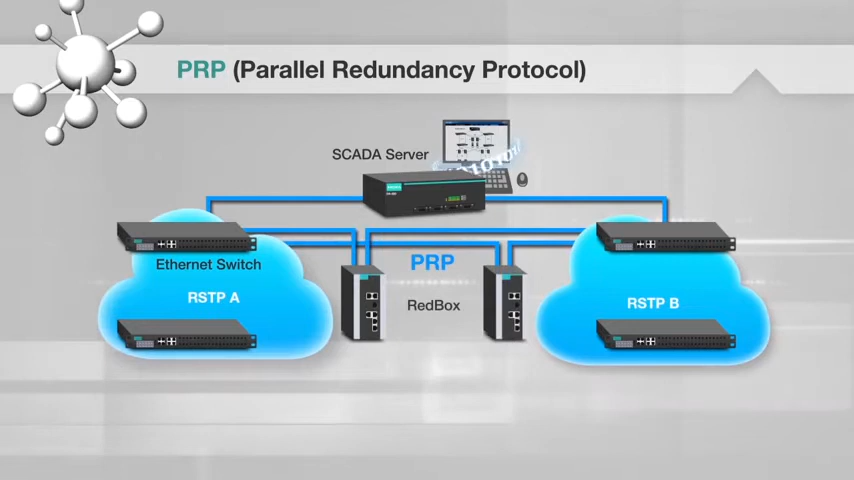 PRP (Parallel Redundancy Protocol)
SCADA Server
Ethernet Switch
PRP
RSTP A
RedBox
RSTP B